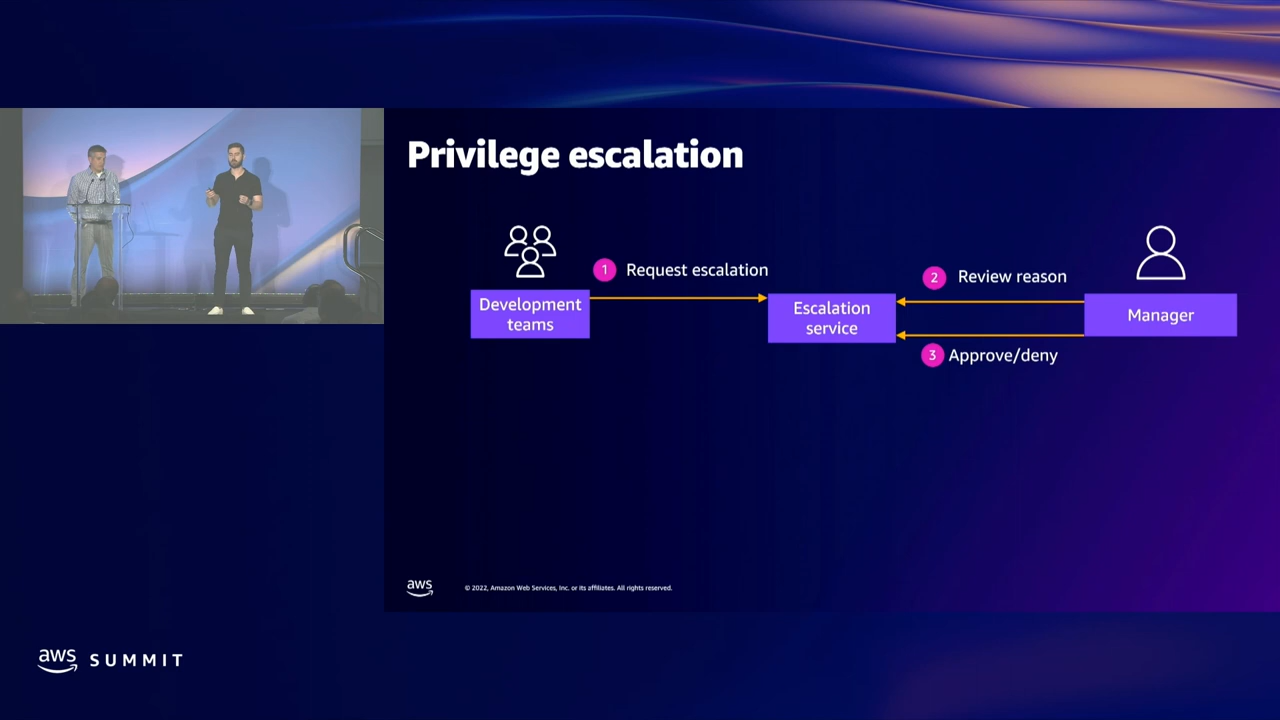 Privilege escalation
1 Request escalation
2 Review reason
Development
teams
Escalation
service
Manager
3 Approve/deny
aws
© 2022, Amazon Web Services, Inc. or its affiliates. All rights reserved.
aws SUMMIT